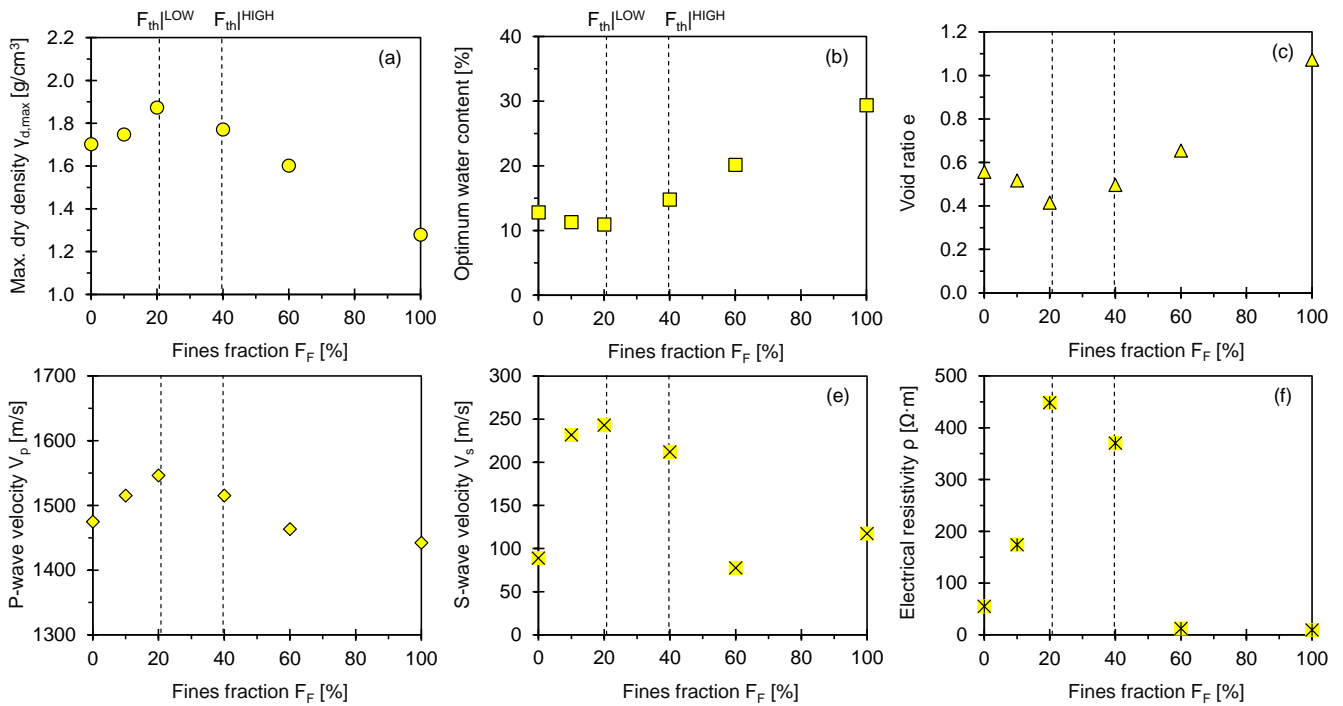 F_th|^LOW F_th|^HIGH
Max. dry density γ_d,max [g/cm³]
2.2
2.0
1.8
1.6
1.4
1.2
1.0
(a)
0 20 40 60 80 100
Fines fraction F_F [%]
F_th|^LOW F_th|^HIGH
Optimum water content [%]
40%
30%
20%
10%
0%
(b)
0 20 40 60 80 100
Fines fraction F_F [%]
Void ratio e
1.2
1.0
0.8
0.6
0.4
0.2
0.0
(c)
0 20 40 60 80 100
Fines fraction F_F [%]
P-wave velocity V_p [m/s]
1700
1600
1500
1400
1300
0 20 40 60 80 100
Fines fraction F_F [%]
S-wave velocity V_s [m/s]
300
250
200
150
100
50
0
(e)
0 20 40 60 80 100
Fines fraction F_F [%]
Electrical resistivity ρ [Ω·m]
500
400
300
200
100
0
(f)
0 20 40 60 80 100
Fines fraction F_F [%]